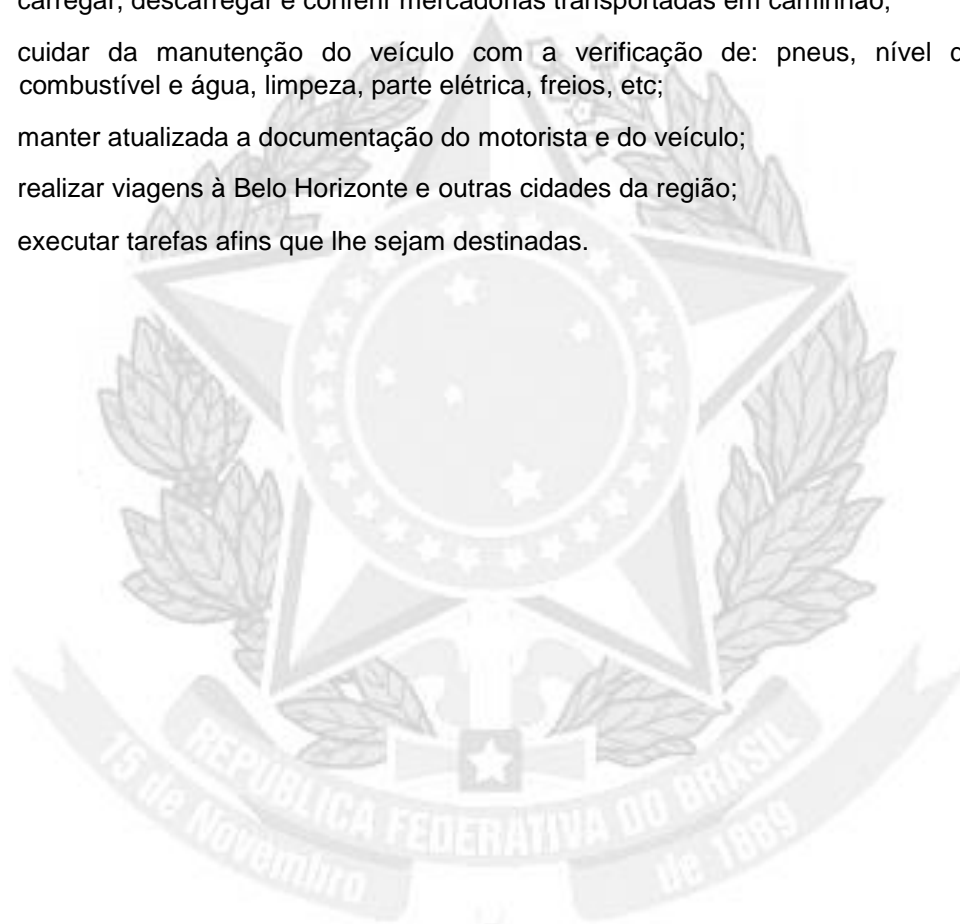 carregar, descarregar e conferir mercadorias transportadas em caminhão;
cuidar da manutenção do veículo com a verificação de: pneus, nível
combustível e água, limpeza, parte elétrica, freios, etc;
manter atualizada a documentação do motorista e do veículo;
realizar viagens à Belo Horizonte e outras cidades da região;
executar tarefas afins que lhe sejam destinadas.
REPÚBLICA FEDERATIVA DO BRASIL
15 de Novembro de 1889